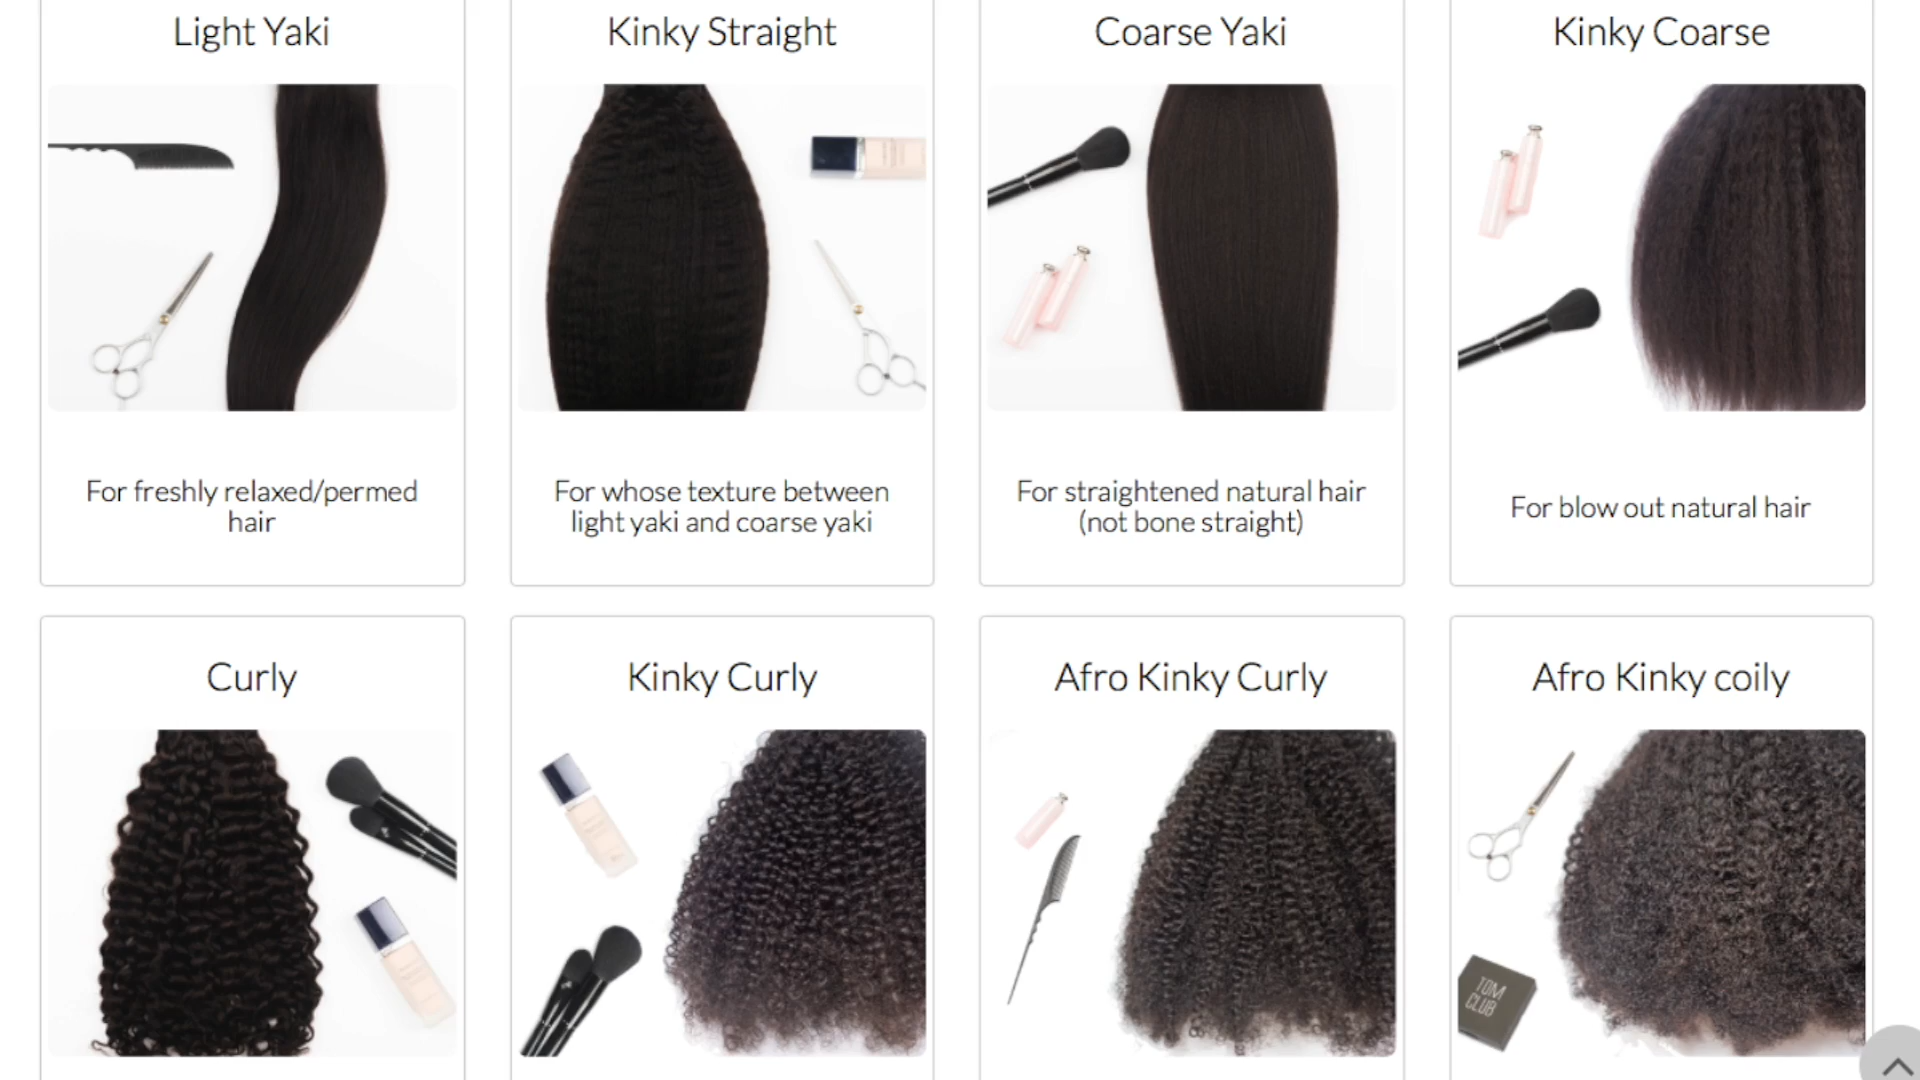 Light Yaki
Kinky Straight
Coarse Yaki
Kinky Coarse
For freshly relaxed/permed
hair
For whose texture between
light yaki and coarse yaki
For straightened natural hair
(not bone straight)
For blow out natural hair
Curly
Kinky Curly
Afro Kinky Curly
Afro Kinky coily
TOM
CLUB